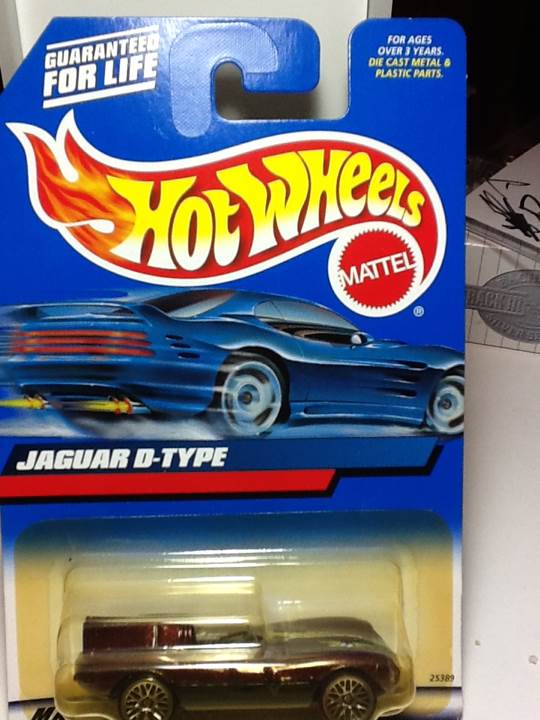 GUARANTEED
FOR LIFE
FOR AGES
OVER 3 YEARS.
DIE CAST METAL &
PLASTIC PARTS.
HOT WHEELS
MATTEL
®
JAGUAR D-TYPE
25389